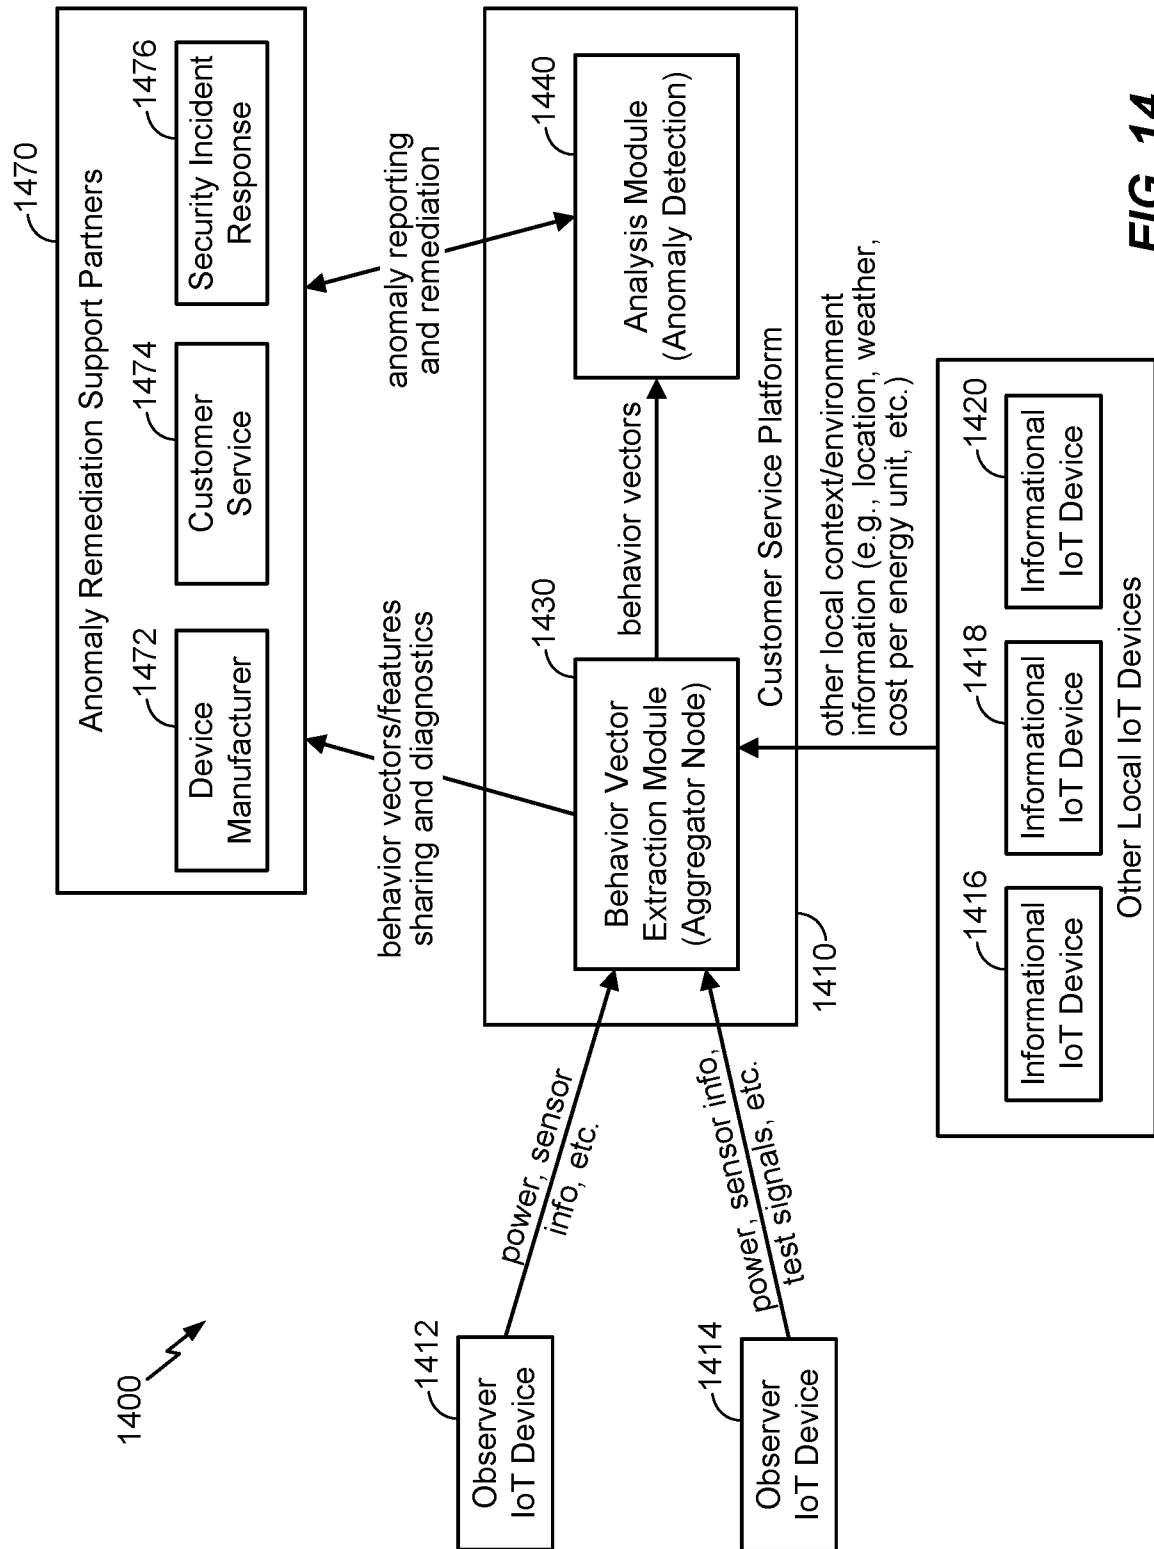 1400
1470
Anomaly Remediation Support Partners
1472
Device
Manufacturer
1474
Customer
Service
1476
Security Incident
Response
behavior vectors/features
sharing and diagnostics
anomaly reporting
and remediation
1412
Observer
IoT Device
power, sensor
info, etc.
1414
Observer
IoT Device
power, sensor info,
test signals, etc.
1430
Behavior Vector
Extraction Module
(Aggregator Node)
behavior vectors
1440
Analysis Module
(Anomaly Detection)
Customer Service Platform
1410
other local context/environment
information (e.g., location, weather,
cost per energy unit, etc.)
1416
Informational
IoT Device
1418
Informational
IoT Device
1420
Informational
IoT Device
Other Local IoT Devices
FIG. 14